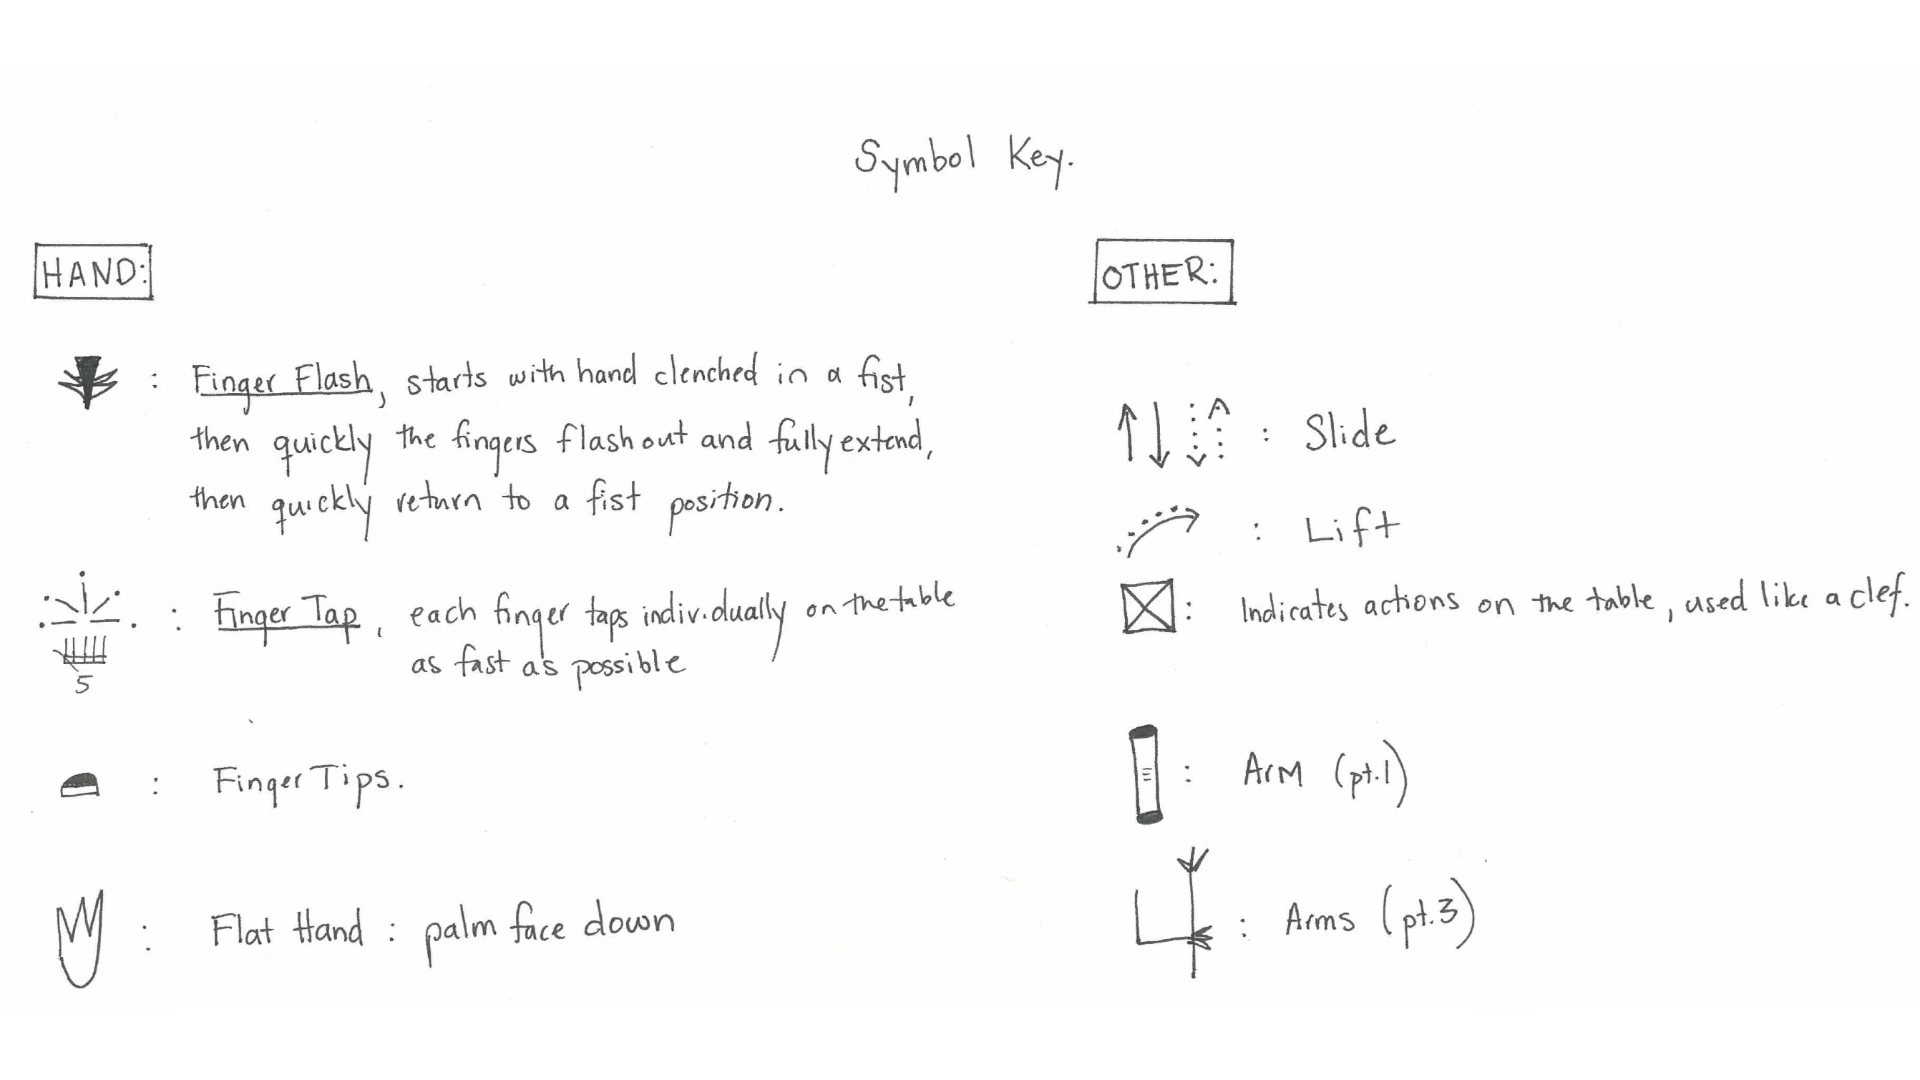 Symbol Key.
HAND:
: Finger Flash, starts with hand clenched in a fist,
then quickly the fingers flash out and fully extend,
then quickly return to a fist position.
: Finger Tap, each finger taps individually on the table
as fast as possible
5
: Finger Tips.
: Flat Hand : palm face down
OTHER:
: Slide
: Lift
: Indicates actions on the table, used like a clef.
: Arm (pt.1)
: Arms (pt.3)